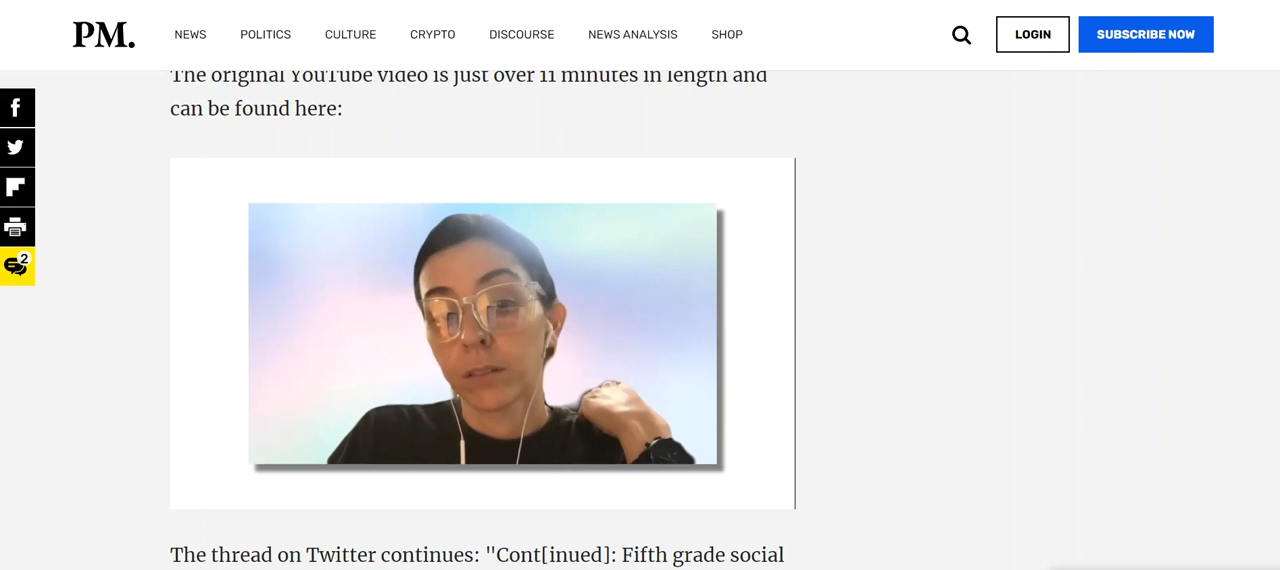 PM. NEWS POLITICS CULTURE CRYPTO DISCOURSE NEWS ANALYSIS SHOP LOGIN SUBSCRIBE NOW
The original YouTube video is just over 11 minutes in length and
can be found here:
2
The thread on Twitter continues: "Cont[inued]: Fifth grade social